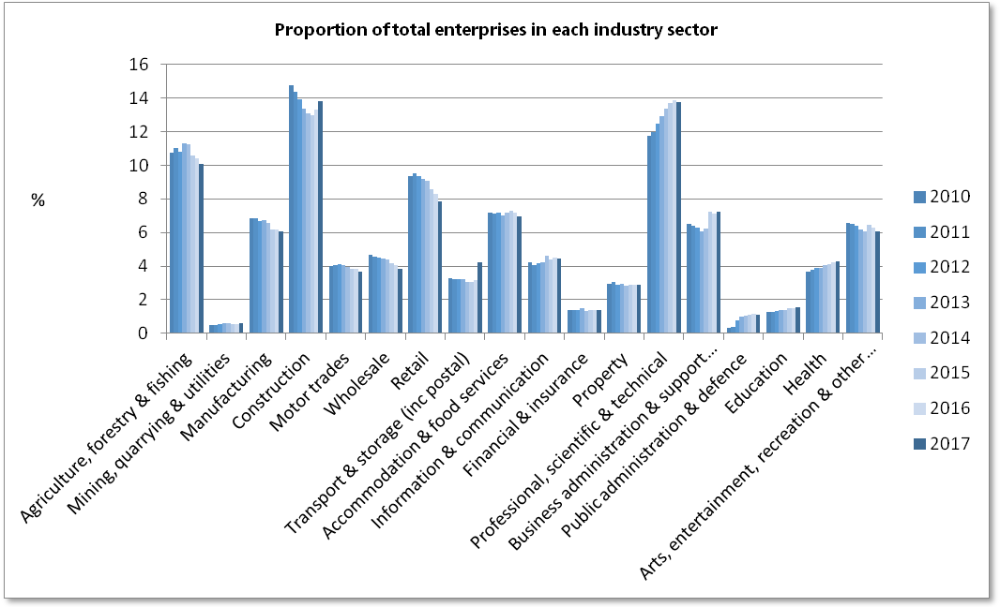 Proportion of total enterprises in each industry sector
16
14
12
10
8
6
4
2
0
%
Agriculture, forestry & fishing
Mining, quarrying & utilities
Manufacturing
Construction
Motor trades
Wholesale
Retail
Transport & storage (inc postal)
Accommodation & food services
Information & communication
Financial & insurance
Property
Professional, scientific & technical
Business administration & support...
Public administration & defence
Education
Health
Arts, entertainment, recreation & other...
2010
2011
2012
2013
2014
2015
2016
2017